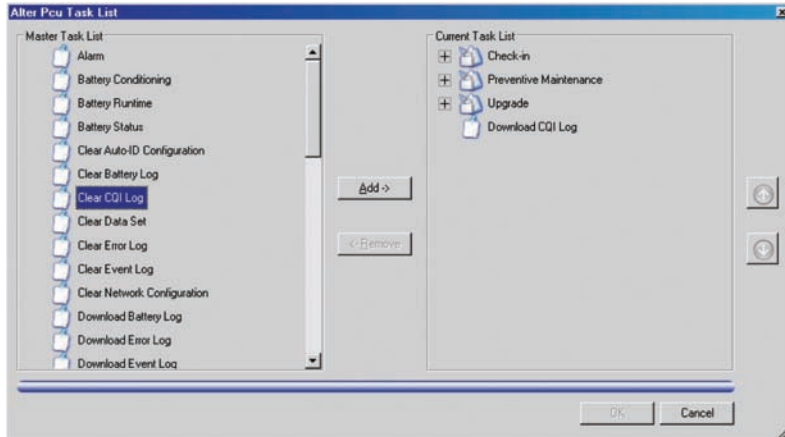 Alter Pcu Task List
Master Task List
Alarm
Battery Conditioning
Battery Runtime
Battery Status
Clear Auto-ID Configuration
Clear Battery Log
Clear CQI Log
Clear Data Set
Clear Error Log
Clear Event Log
Clear Network Configuration
Download Battery Log
Download Error Log
Download Event Log
Add ->
<- Remove
Current Task List
Check-in
Preventive Maintenance
Upgrade
Download CQI Log
OK
Cancel